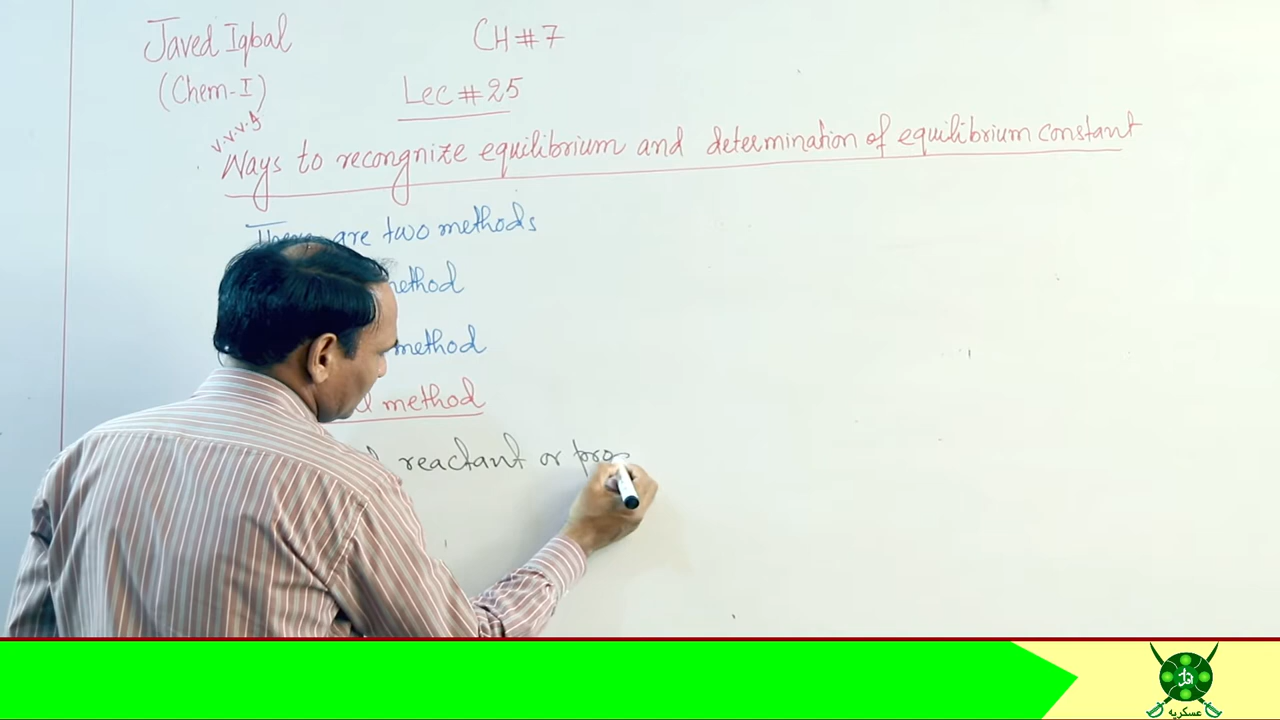 Javed Iqbal
CH#7
(Chem-I)
Lec #25
Ways to recongnize equilibrium and determination of equilibrium constant
are two methods
method
method
method
reactant or pro
عسکریہ